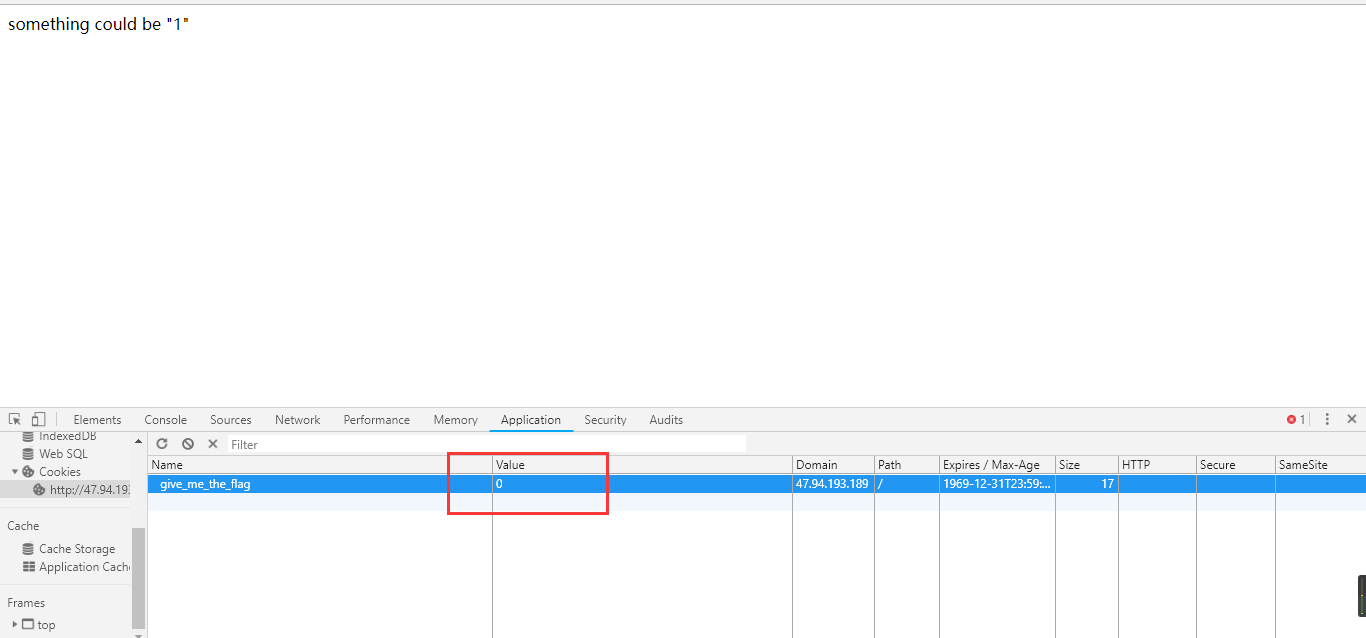 something could be "1"
Elements Console Sources Network Performance Memory Application Security Audits 1
IndexedDB
Web SQL
Cookies
http://47.94.193
Cache
Cache Storage
Application Cach
Frames
top
Filter
Name Value Domain Path Expires / Max-Age Size HTTP Secure SameSite
give_me_the_flag 0 47.94.193.189 / 1969-12-31T23:59:... 17